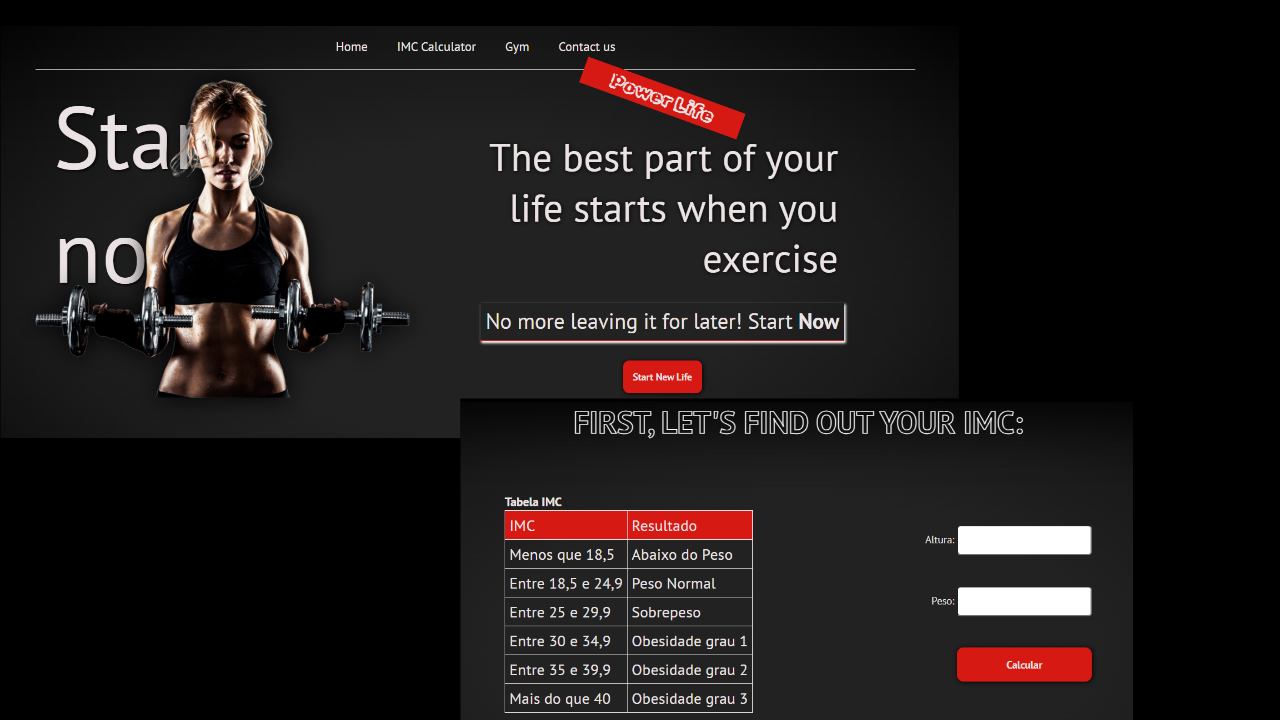 Home IMC Calculator Gym Contact us
Power Life
Star
no
The best part of your
life starts when you
exercise
No more leaving it for later! Start Now
Start New Life
FIRST, LET'S FIND OUT YOUR IMC:
Tabela IMC
IMC Resultado
Menos que 18,5 Abaixo do Peso
Entre 18,5 e 24,9 Peso Normal
Entre 25 e 29,9 Sobrepeso
Entre 30 e 34,9 Obesidade grau 1
Entre 35 e 39,9 Obesidade grau 2
Mais do que 40 Obesidade grau 3
Altura:
Peso:
Calcular